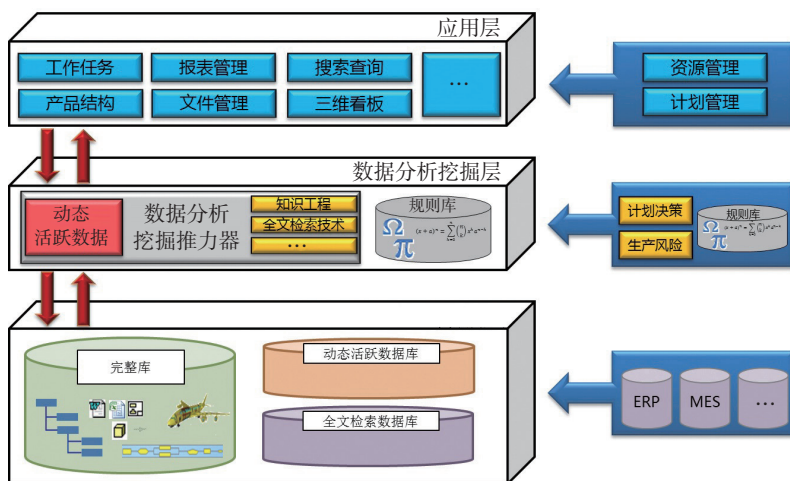 应用层
工作任务
报表管理
搜索查询
…
产品结构
文件管理
三维看板
资源管理
计划管理
数据分析挖掘层
动态
活跃数据
数据分析
挖掘推力器
知识工程
全文检索技术
…
规则库
Ω
π
计划决策
生产风险
规则库
Ω
π
完整库
动态活跃数据库
全文检索数据库
ERP
MES
…